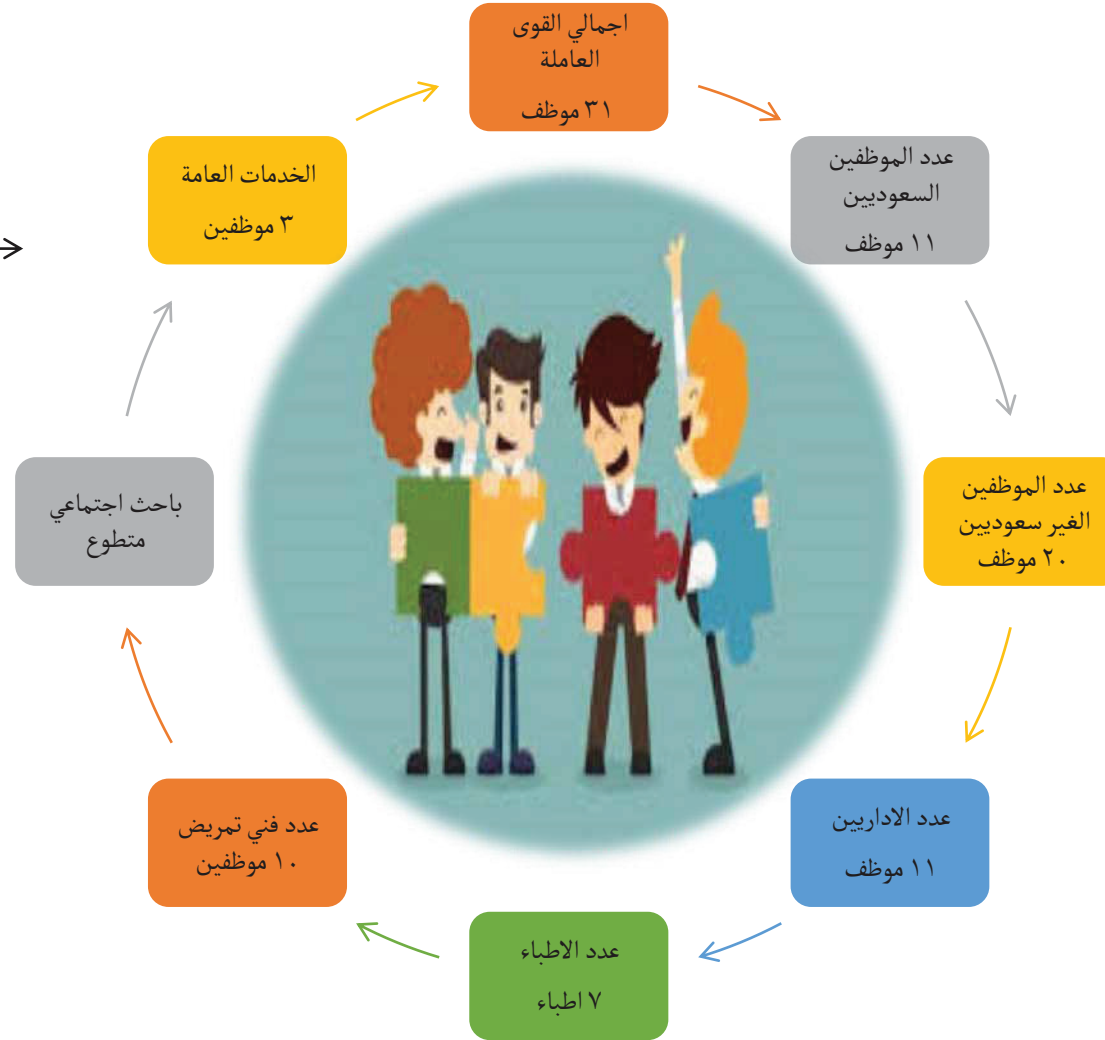 اجمالي القوى
العاملة
٣١ موظف
عدد الموظفين
السعوديين
١١ موظف
عدد الموظفين
الغير سعوديين
٢٠ موظف
عدد الاداريين
١١ موظف
عدد الاطباء
٧ اطباء
عدد فني تمريض
١٠ موظفين
باحث اجتماعي
متطوع
الخدمات العامة
٣ موظفين